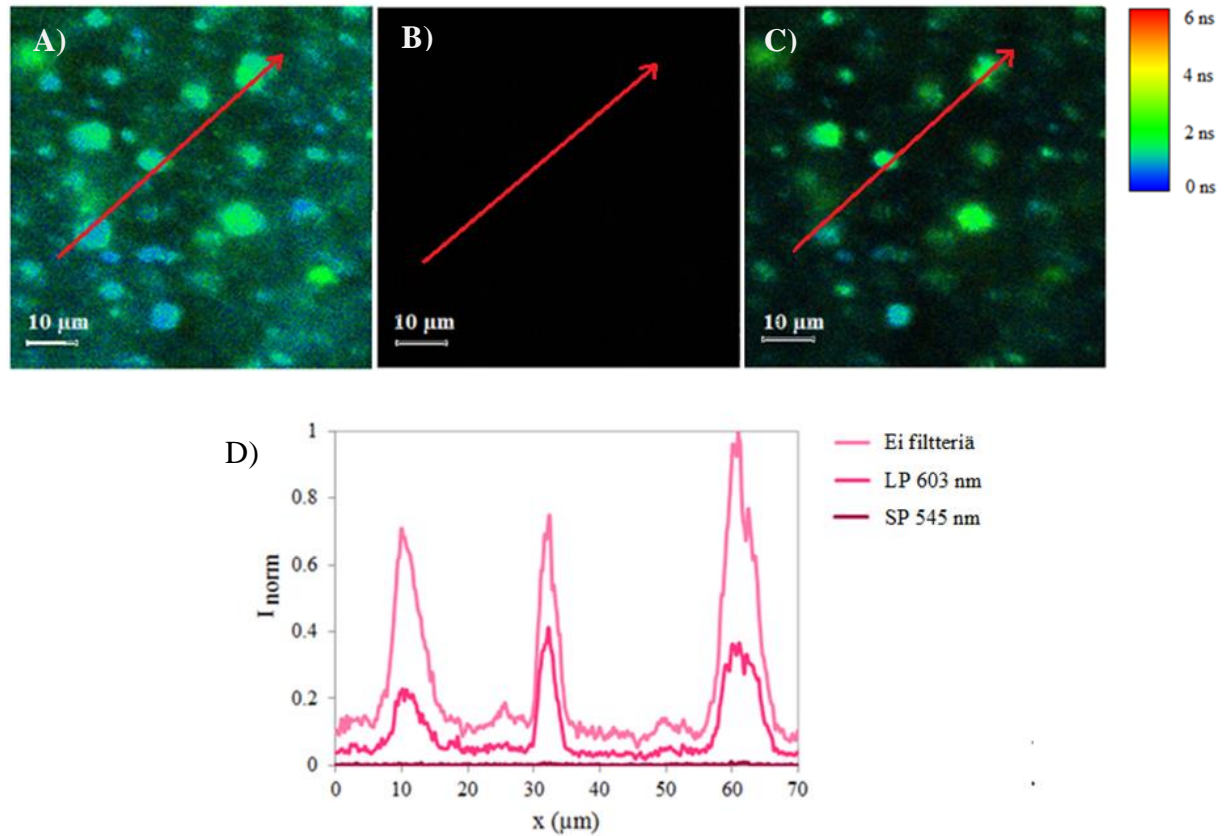 A)
B)
C)
6 ns
4 ns
2 ns
0 ns
10 µm
10 µm
10 µm
D)
Ei filtteriä
LP 603 nm
SP 545 nm
1
0.8
0.6
0.4
0.2
0
I norm
0 10 20 30 40 50 60 70
x (µm)